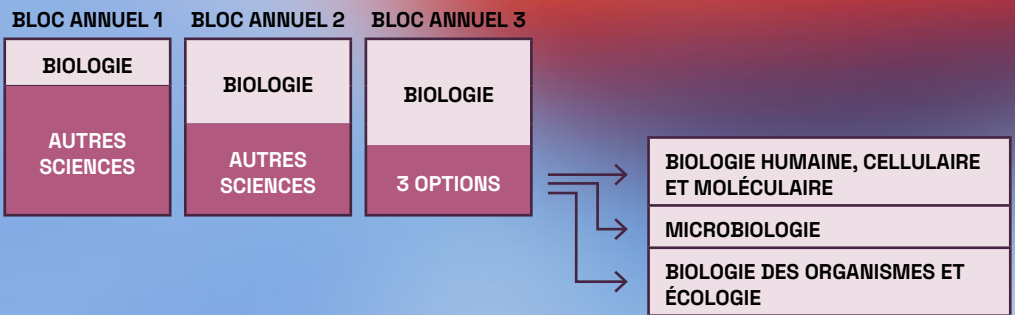 BLOC ANNUEL 1
BLOC ANNUEL 2
BLOC ANNUEL 3
BIOLOGIE
AUTRES
SCIENCES
BIOLOGIE
AUTRES
SCIENCES
BIOLOGIE
3 OPTIONS
BIOLOGIE HUMAINE, CELLULAIRE
ET MOLÉCULAIRE
MICROBIOLOGIE
BIOLOGIE DES ORGANISMES ET
ÉCOLOGIE